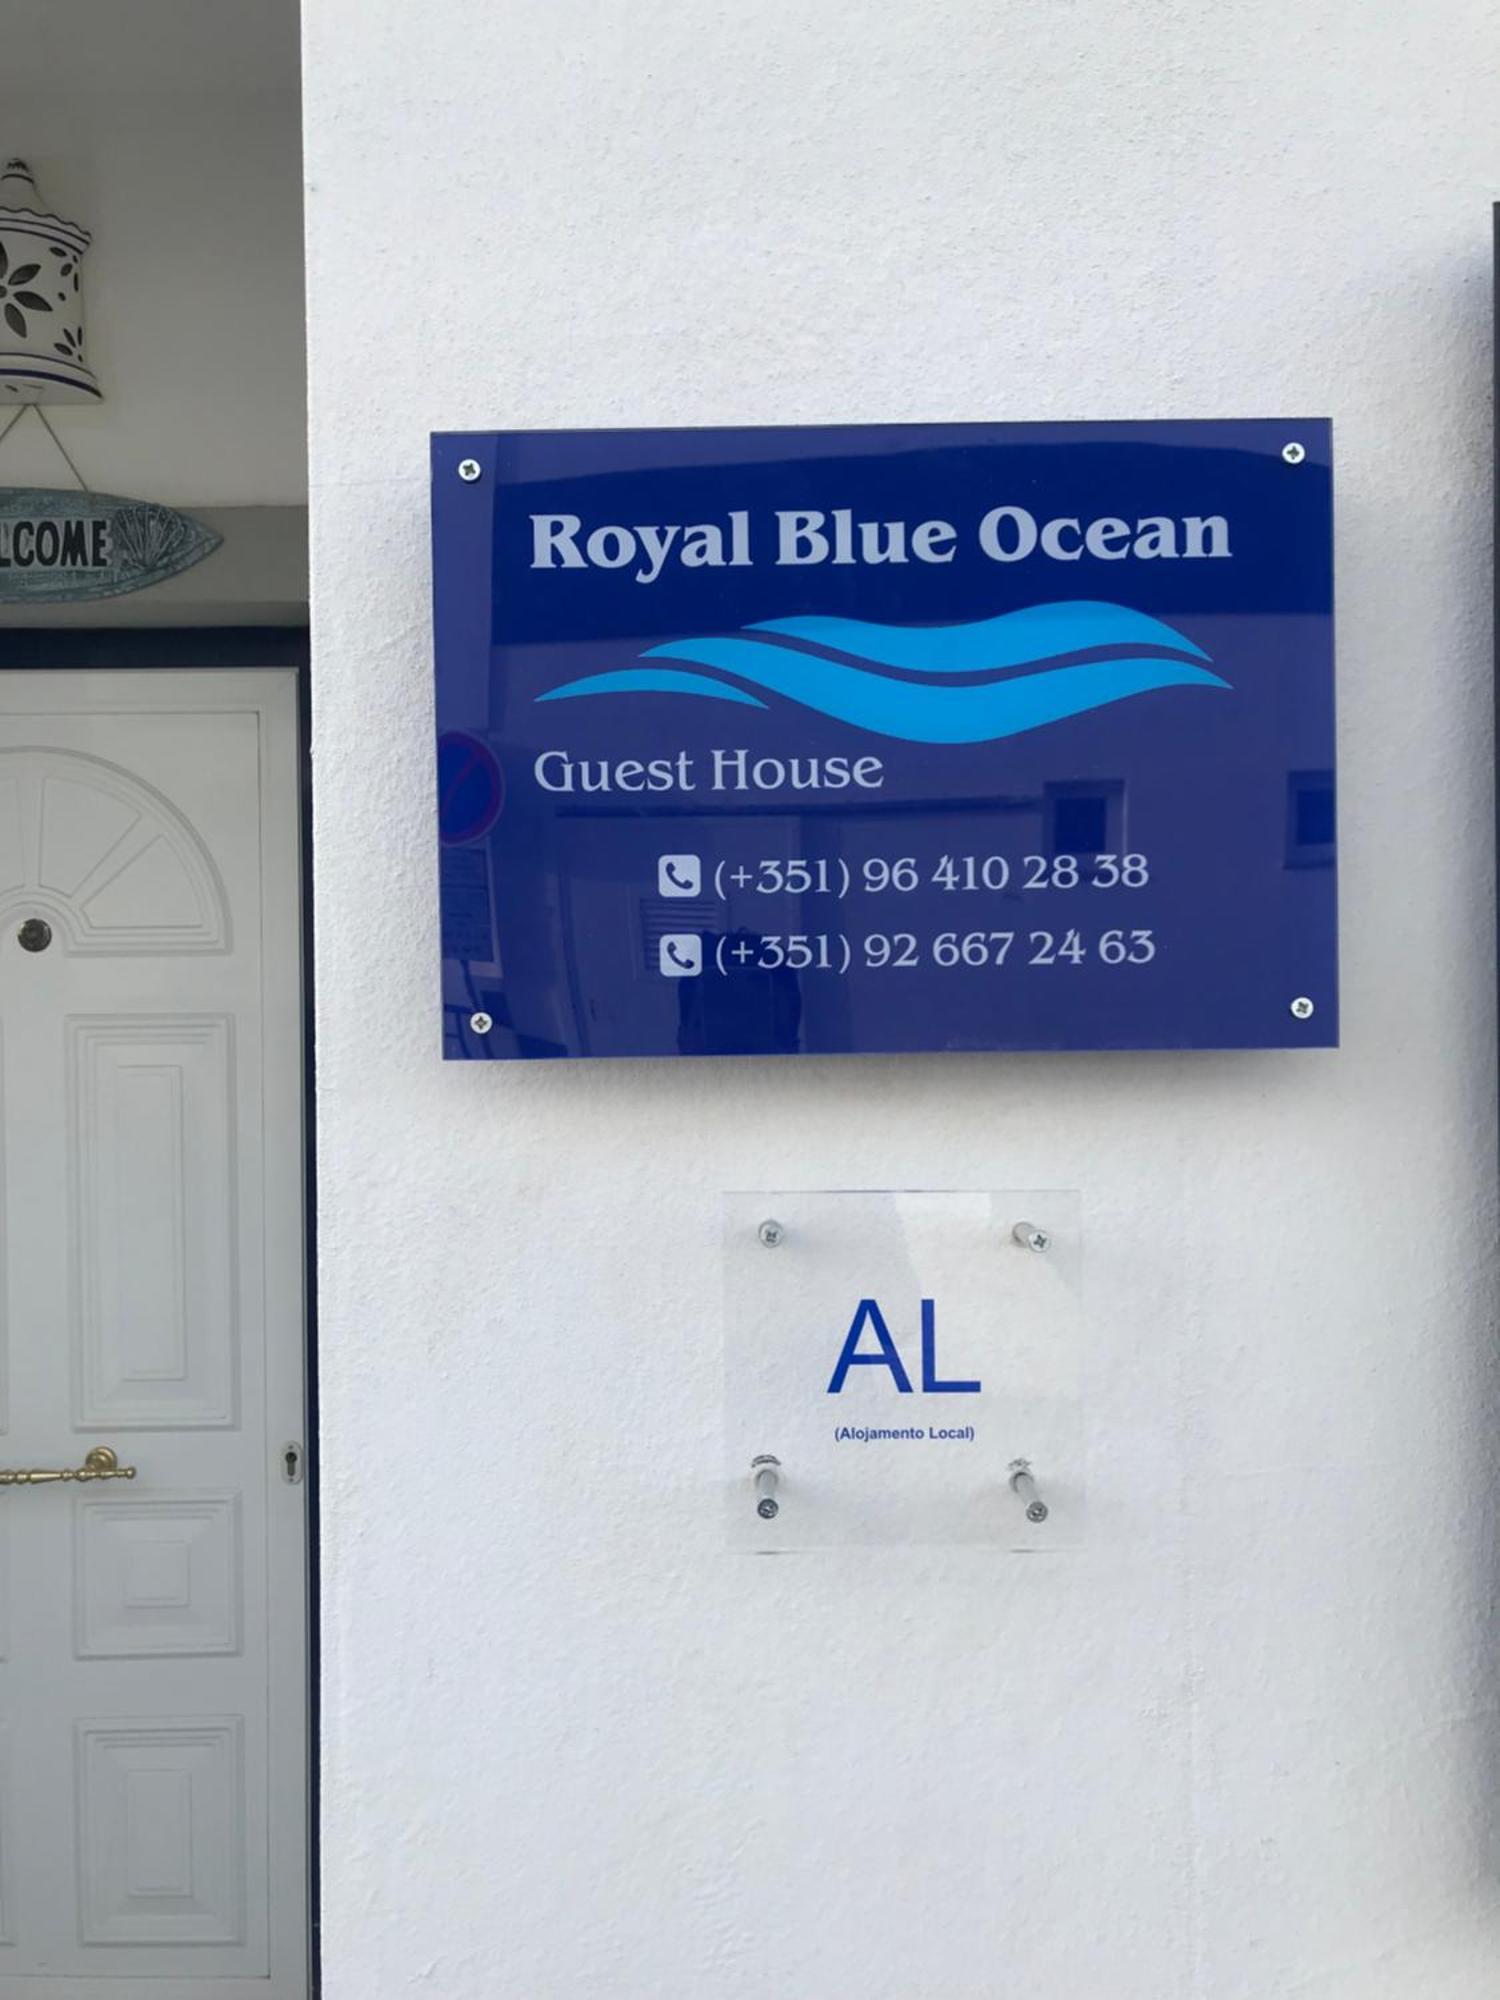 LCOME
Royal Blue Ocean
Guest House
(+351) 96 410 28 38
(+351) 92 667 24 63
AL
(Alojamento Local)